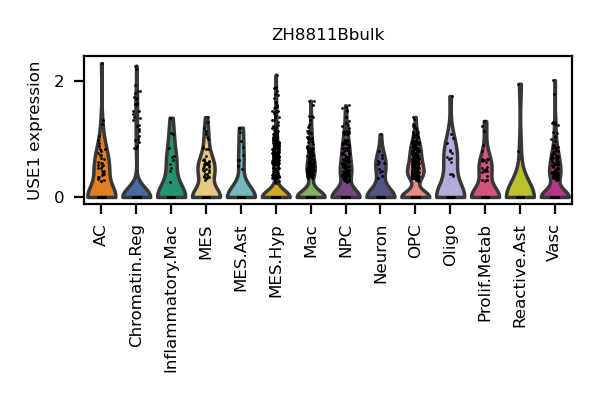 ZH8811Bbulk
USE1 expression
2
0
AC
Chromatin.Reg
Inflammatory.Mac
MES
MES.Ast
MES.Hyp
Mac
NPC
Neuron
OPC
Oligo
Prolif.Metab
Reactive.Ast
Vasc